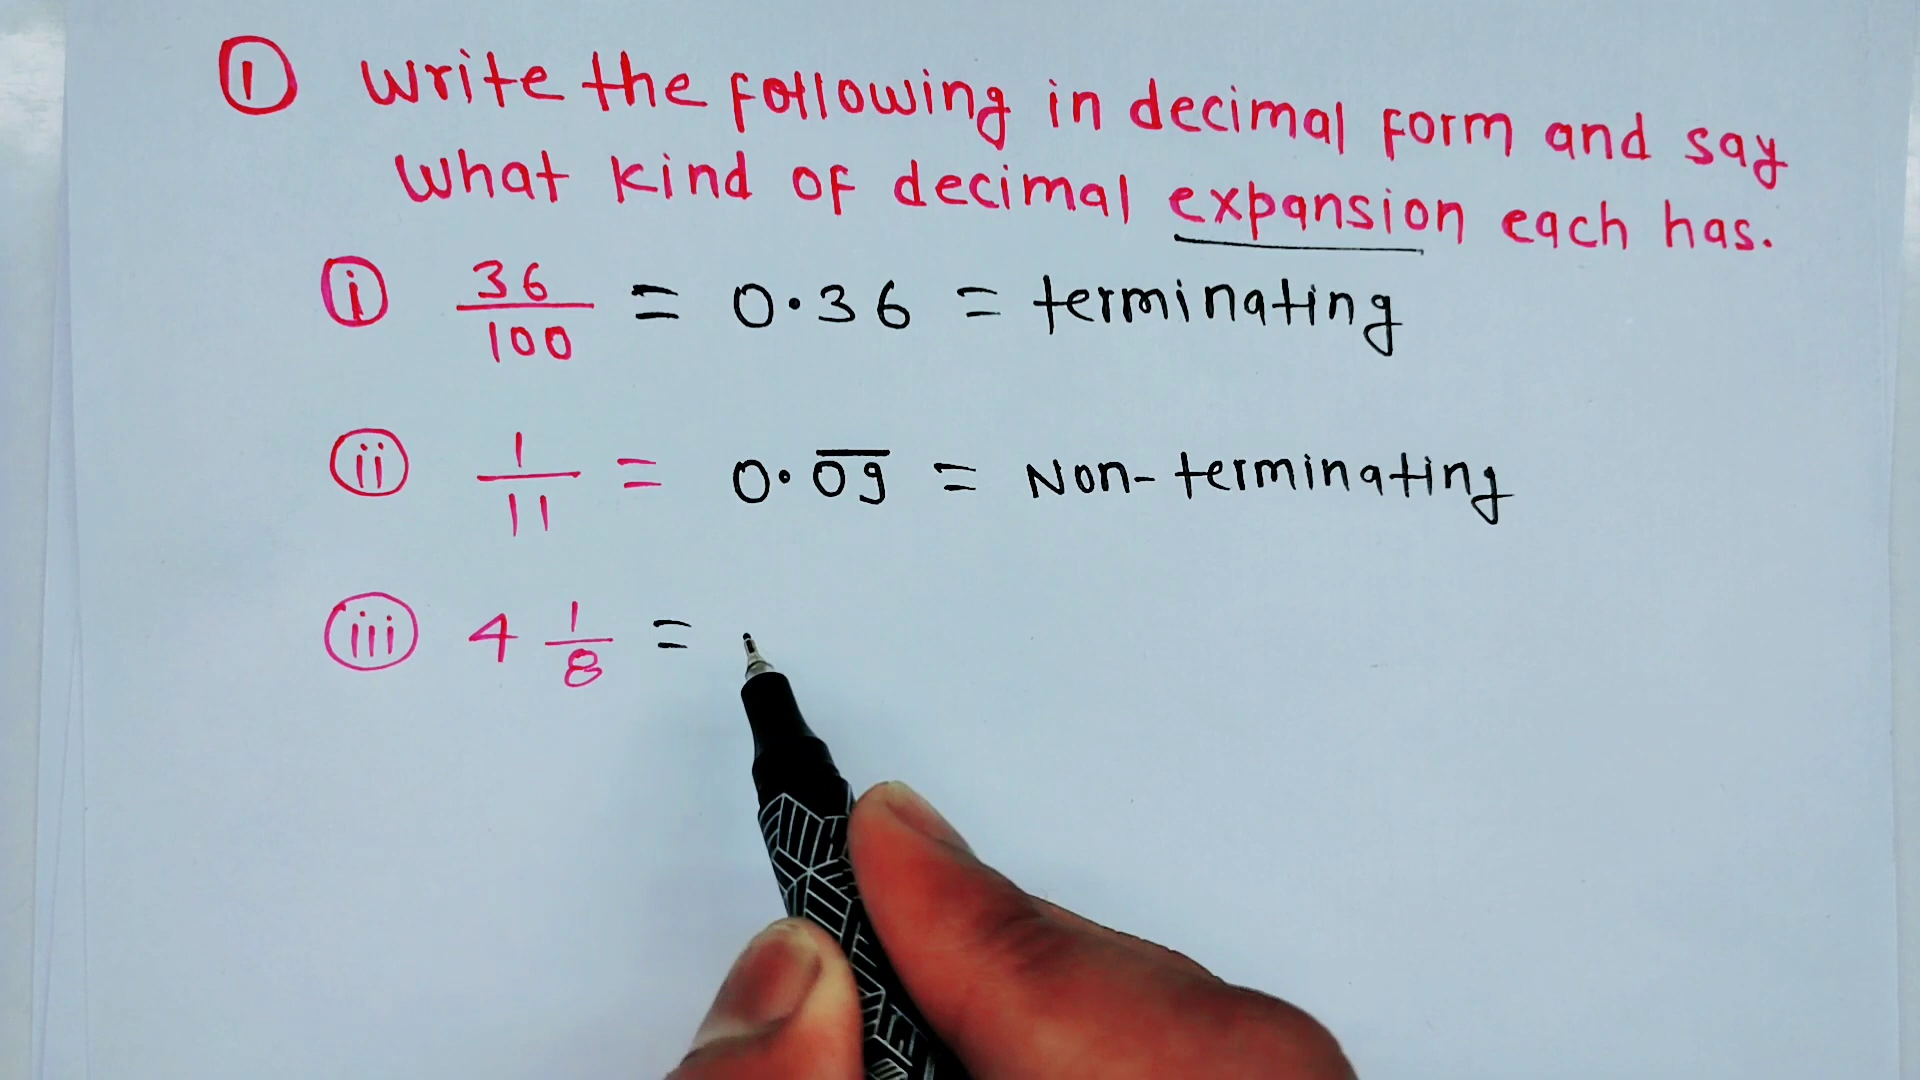 ① Write the following in decimal form and say
what kind of decimal expansion each has.
ⓘ 36/100 = 0.36 = terminating
(ii) 1/11 = 0.0̅9̅ = Non-terminating
(iii) 4 1/8 =